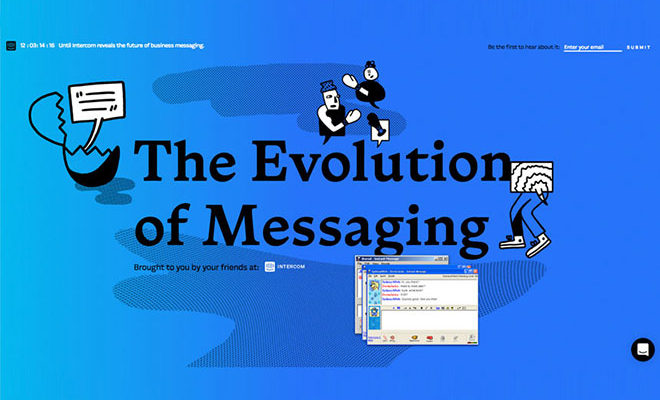 12 : 03: 14 : 16 Until Intercom reveals the future of business messaging.
Be the first to hear about it: Enter your email SUBMIT
The Evolution
of Messaging
Brought to you by your friends at: INTERCOM